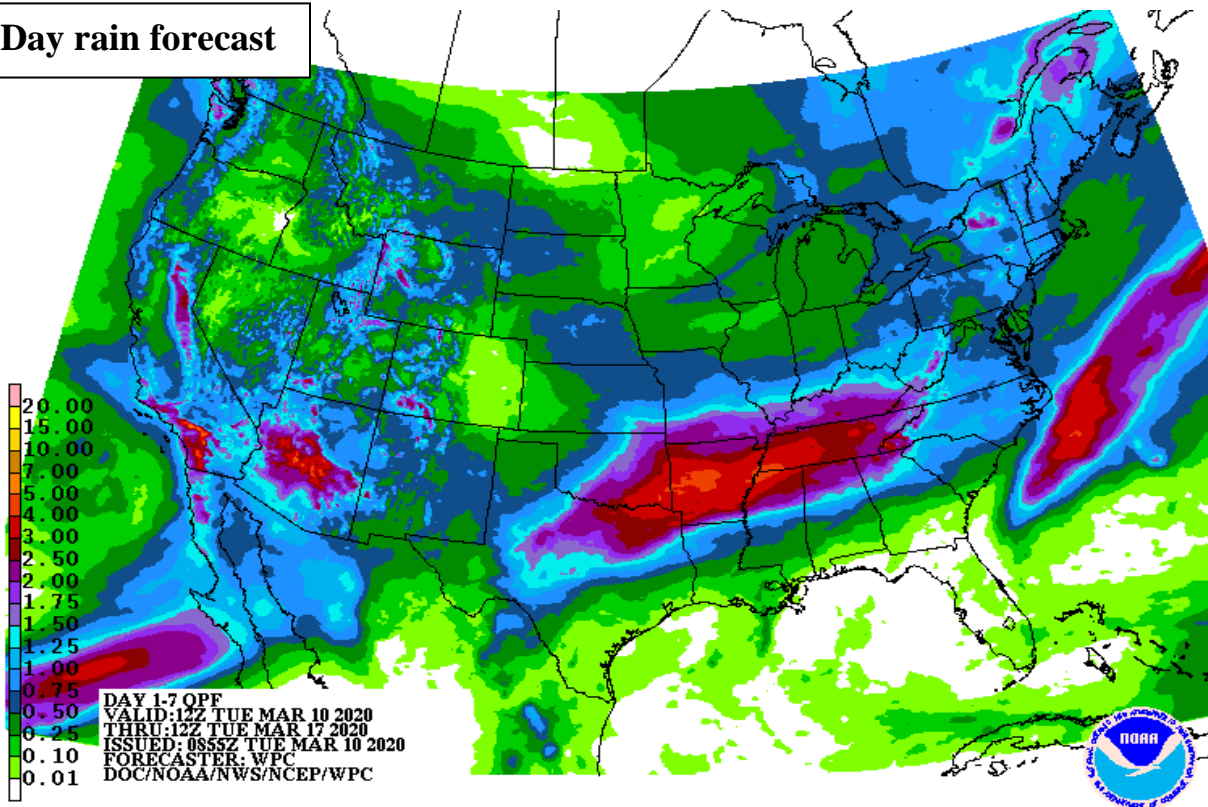 Day rain forecast
20.00
15.00
10.00
7.00
5.00
4.00
3.00
2.50
2.00
1.75
1.50
1.25
1.00
0.75
0.50
0.25
0.10
0.01
DAY 1-7 QPF
VALID:12Z TUE MAR 10 2020
THRU:12Z TUE MAR 17 2020
ISSUED: 0855Z TUE MAR 10 2020
FORECASTER: WPC
DOC/NOAA/NWS/NCEP/WPC
NOAA